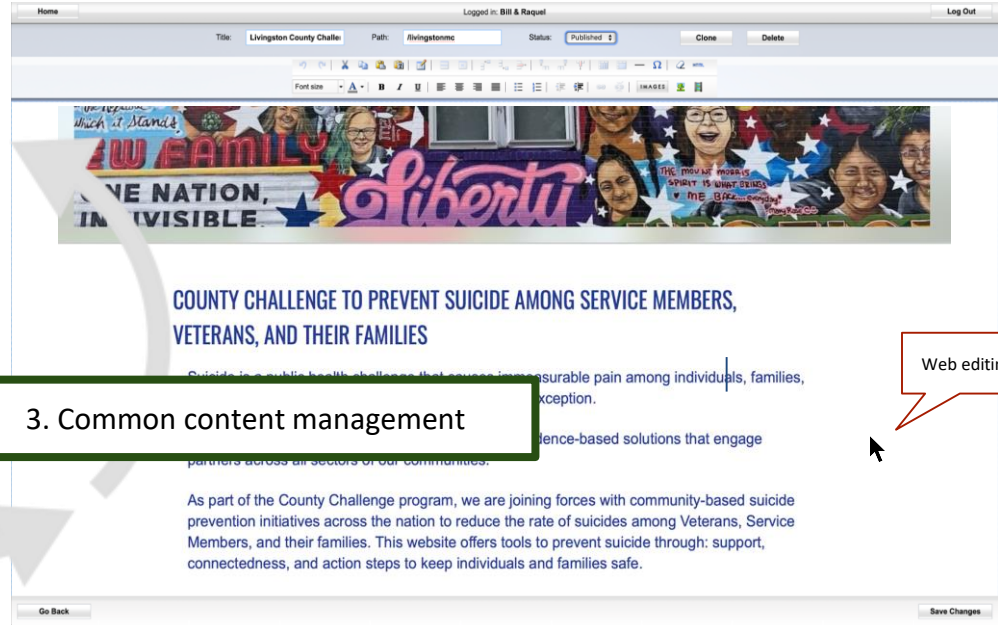 Home Logged in: Bill & Raquel Log Out
Title: Livingston County Challe Path: /livingstonmc Status: Published Clone Delete
Font size A B I U IMAGES
which it Stands
EW FAMILY
NE NATION,
IN IVISIBLE
Liberty
THE MOUNT MORRIS
SPIRIT IS WHAT BRINGS
ME BACK... everyday!
COUNTY CHALLENGE TO PREVENT SUICIDE AMONG SERVICE MEMBERS,
VETERANS, AND THEIR FAMILIES
Suicide is a public health challenge that causes immeasurable pain among individuals, families,
xception.
Web editin
3. Common content management
dence-based solutions that engage
partners across all sectors of our communities.
As part of the County Challenge program, we are joining forces with community-based suicide
prevention initiatives across the nation to reduce the rate of suicides among Veterans, Service
Members, and their families. This website offers tools to prevent suicide through: support,
connectedness, and action steps to keep individuals and families safe.
Go Back Save Changes